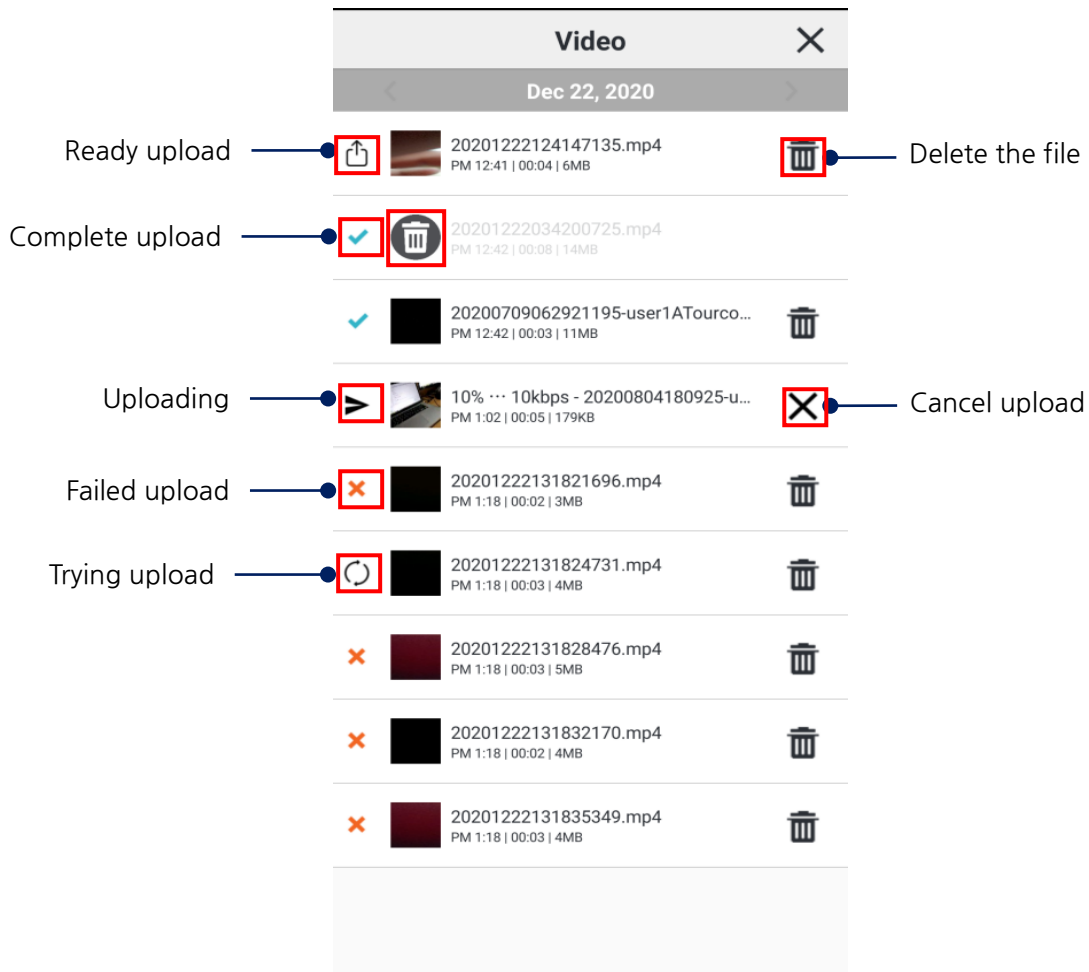 Video
Dec 22, 2020
Ready upload
20201222124147135.mp4
PM 12:41 | 00:04 | 6MB
Delete the file
Complete upload
20201222034200725.mp4
PM 12:42 | 00:08 | 14MB
20200709062921195-user1ATourco...
PM 12:42 | 00:03 | 11MB
Uploading
10% ··· 10kbps - 20200804180925-u...
PM 1:02 | 00:05 | 179KB
Cancel upload
Failed upload
20201222131821696.mp4
PM 1:18 | 00:02 | 3MB
Trying upload
20201222131824731.mp4
PM 1:18 | 00:03 | 4MB
20201222131828476.mp4
PM 1:18 | 00:03 | 5MB
20201222131832170.mp4
PM 1:18 | 00:02 | 4MB
20201222131835349.mp4
PM 1:18 | 00:03 | 4MB